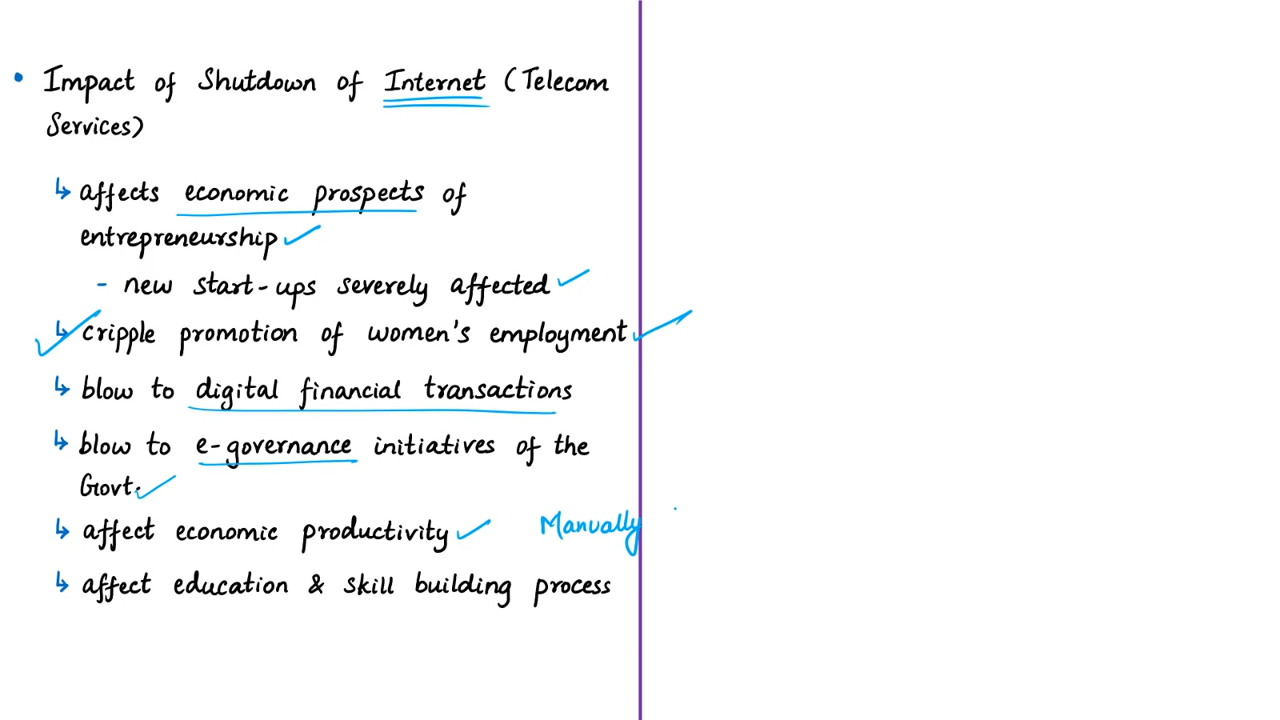 • Impact of Shutdown of Internet (Telecom
Services)
↳ affects economic prospects of
entrepreneurship
- new start-ups severely affected
↳ cripple promotion of women's employment
↳ blow to digital financial transactions
↳ blow to e-governance initiatives of the
Govt.
↳ affect economic productivity
Manually
↳ affect education & skill building process